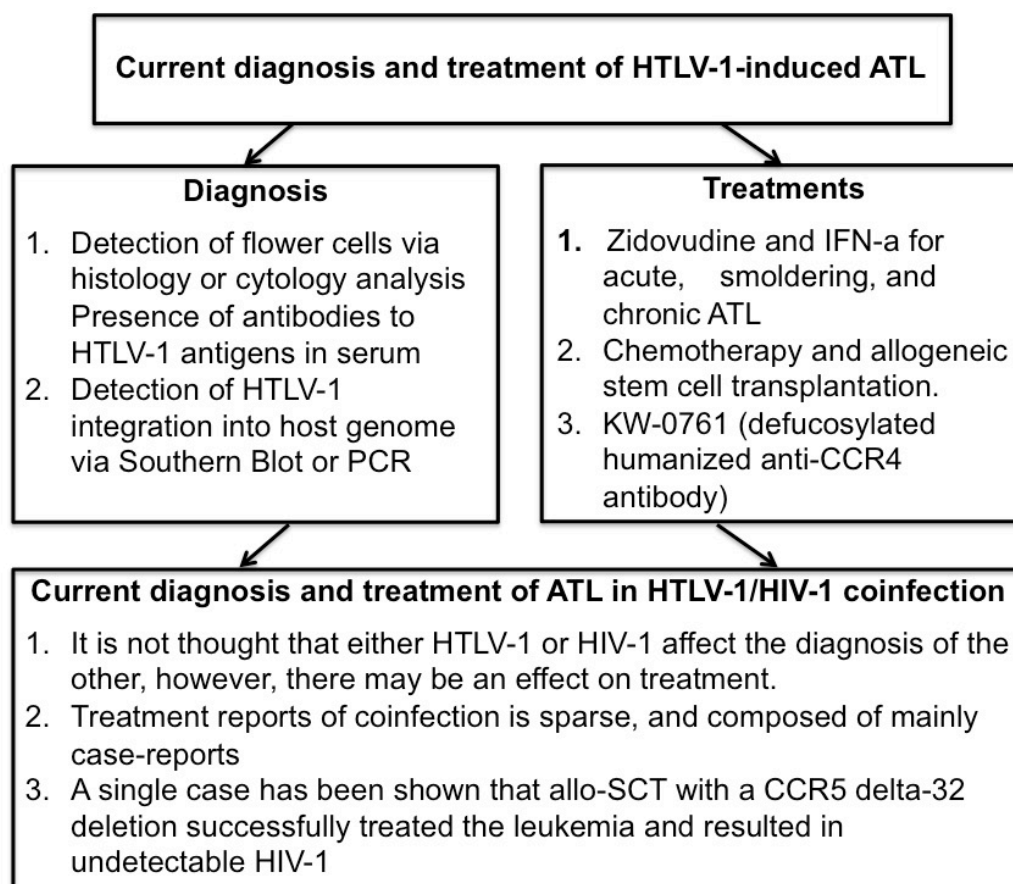 Current diagnosis and treatment of HTLV-1-induced ATL
Diagnosis
1. Detection of flower cells via
histology or cytology analysis
Presence of antibodies to
HTLV-1 antigens in serum
2. Detection of HTLV-1
integration into host genome
via Southern Blot or PCR
Treatments
1. Zidovudine and IFN-a for
acute, smoldering, and
chronic ATL
2. Chemotherapy and allogeneic
stem cell transplantation.
3. KW-0761 (defucosylated
humanized anti-CCR4
antibody)
Current diagnosis and treatment of ATL in HTLV-1/HIV-1 coinfection
1. It is not thought that either HTLV-1 or HIV-1 affect the diagnosis of the
other, however, there may be an effect on treatment.
2. Treatment reports of coinfection is sparse, and composed of mainly
case-reports
3. A single case has been shown that allo-SCT with a CCR5 delta-32
deletion successfully treated the leukemia and resulted in
undetectable HIV-1